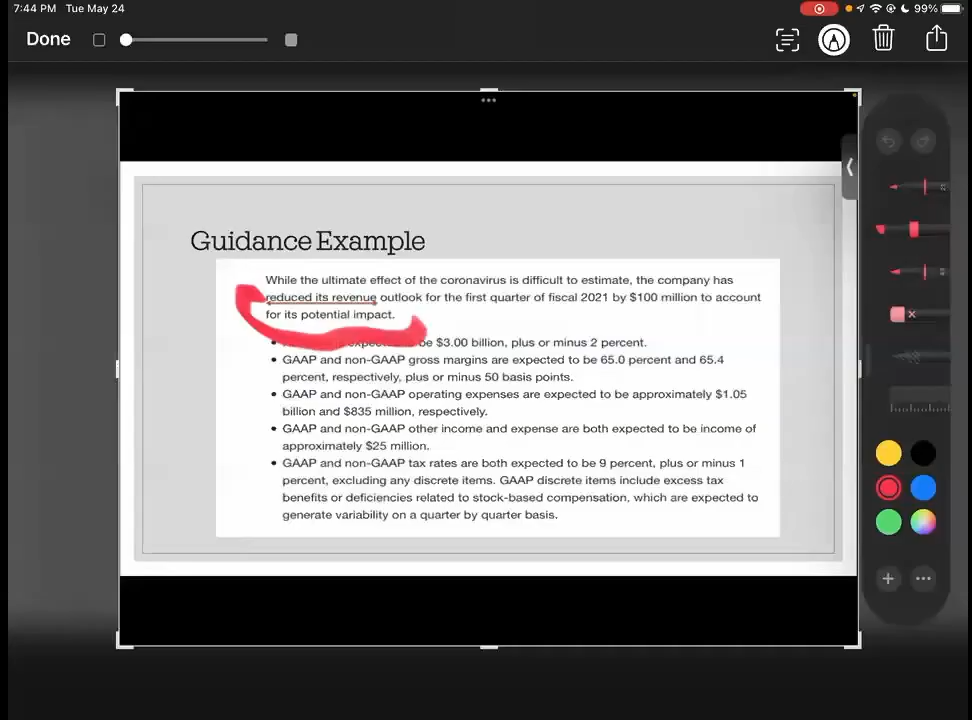 7:44 PM Tue May 24
99%
Done
Guidance Example
While the ultimate effect of the coronavirus is difficult to estimate, the company has
reduced its revenue outlook for the first quarter of fiscal 2021 by $100 million to account
for its potential impact.
be $3.00 billion, plus or minus 2 percent.
• GAAP and non-GAAP gross margins are expected to be 65.0 percent and 65.4
percent, respectively, plus or minus 50 basis points.
• GAAP and non-GAAP operating expenses are expected to be approximately $1.05
billion and $835 million, respectively.
• GAAP and non-GAAP other income and expense are both expected to be income of
approximately $25 million.
• GAAP and non-GAAP tax rates are both expected to be 9 percent, plus or minus 1
percent, excluding any discrete items. GAAP discrete items include excess tax
benefits or deficiencies related to stock-based compensation, which are expected to
generate variability on a quarter by quarter basis.